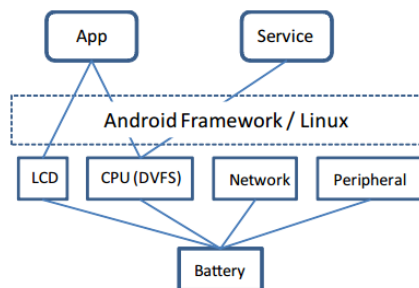 App
Service
Android Framework / Linux
LCD
CPU (DVFS)
Network
Peripheral
Battery